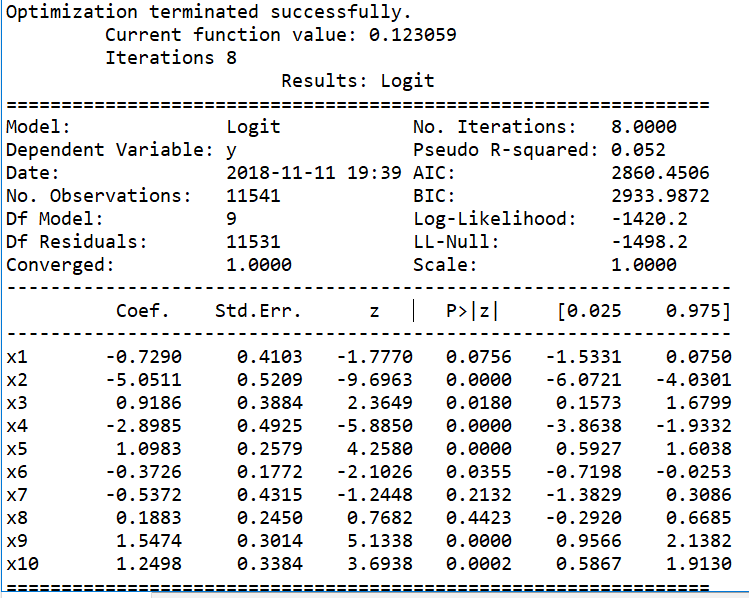 Optimization terminated successfully.
         Current function value: 0.123059
         Iterations 8
                         Results: Logit
================================================================
Model:              Logit            No. Iterations:   8.0000
Dependent Variable: y                Pseudo R-squared: 0.052
Date:               2018-11-11 19:39 AIC:              2860.4506
No. Observations:   11541            BIC:              2933.9872
Df Model:           9                Log-Likelihood:   -1420.2
Df Residuals:       11531            LL-Null:          -1498.2
Converged:          1.0000           Scale:            1.0000
------------------------------------------------------------------
          Coef.    Std.Err.      z      P>|z|     [0.025    0.975]
------------------------------------------------------------------
x1       -0.7290     0.4103   -1.7770   0.0756   -1.5331    0.0750
x2       -5.0511     0.5209   -9.6963   0.0000   -6.0721   -4.0301
x3        0.9186     0.3884    2.3649   0.0180    0.1573    1.6799
x4       -2.8985     0.4925   -5.8850   0.0000   -3.8638   -1.9332
x5        1.0983     0.2579    4.2580   0.0000    0.5927    1.6038
x6       -0.3726     0.1772   -2.1026   0.0355   -0.7198   -0.0253
x7       -0.5372     0.4315   -1.2448   0.2132   -1.3829    0.3086
x8        0.1883     0.2450    0.7682   0.4423   -0.2920    0.6685
x9        1.5474     0.3014    5.1338   0.0000    0.9566    2.1382
x10       1.2498     0.3384    3.6938   0.0002    0.5867    1.9130
================================================================